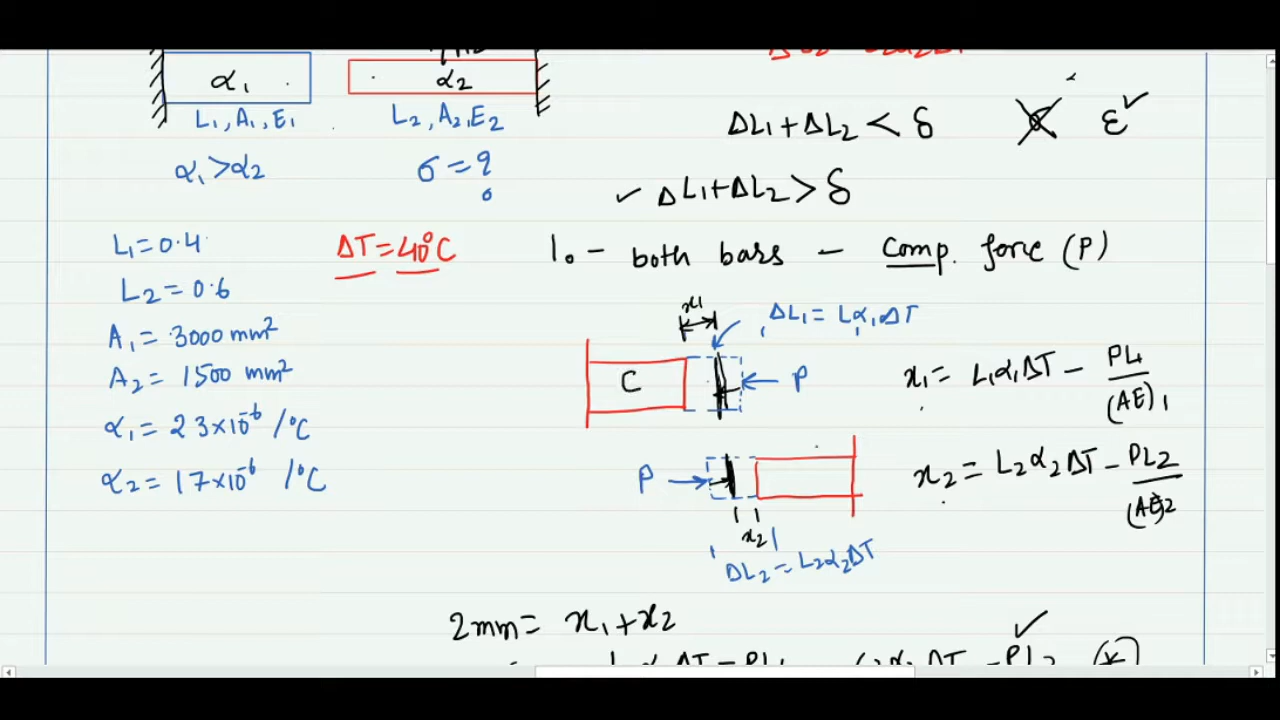 α1
α2
L1, A1, E1
L2, A2, E2
α1 > α2
σ = ?
ΔL1 + ΔL2 < δ
σ
ε ✓
✓ ΔL1 + ΔL2 > δ
L1 = 0.4
L2 = 0.6
A1 = 3000 mm²
A2 = 1500 mm²
α1 = 23×10⁻⁶ /°C
α2 = 17×10⁻⁶ /°C
ΔT = 40°C
1. - both bars - comp. force (P)
x1
ΔL1 = Lα1ΔT
C
P
x1 = L1α1ΔT - PL1/(AE)1
P
x2
ΔL2 = L2α2ΔT
x2 = L2α2ΔT - PL2/(AE)2
2mm = x1 + x2